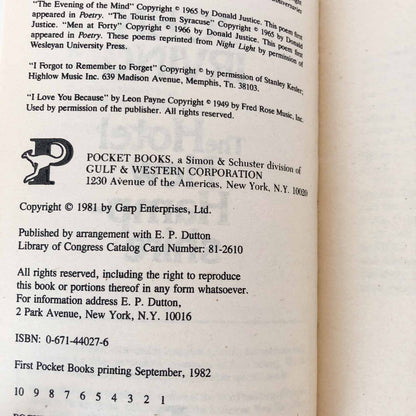 "The Evening of the Mind" Copyright © 1965 by Donald Justice. This poem first
appeared in Poetry. "The Tourist from Syracuse" Copyright © 1965 by Donald
Justice. "Men at Forty" Copyright © 1966 by Donald Justice. This poem first
appeared in Poetry. These poems reprinted from Night Light by permission of
Wesleyan University Press.
"I Forgot to Remember to Forget" Copyright © by permission of Stanley Kesler;
Highlow Music Inc. 639 Madison Avenue, Memphis, Tn. 38103.
"I Love You Because" by Leon Payne Copyright © 1949 by Fred Rose Music, Inc.
Used by permission of the publisher. All rights reserved.
P
POCKET BOOKS, a Simon & Schuster division of
GULF & WESTERN CORPORATION
1230 Avenue of the Americas, New York, N.Y. 10020
Copyright © 1981 by Garp Enterprises, Ltd.
Published by arrangement with E. P. Dutton
Library of Congress Catalog Card Number: 81-2610
All rights reserved, including the right to reproduce
this book or portions thereof in any form whatsoever.
For information address E. P. Dutton,
2 Park Avenue, New York, N.Y. 10016
ISBN: 0-671-44027-6
First Pocket Books printing September, 1982
10 9 8 7 6 5 4 3 2 1